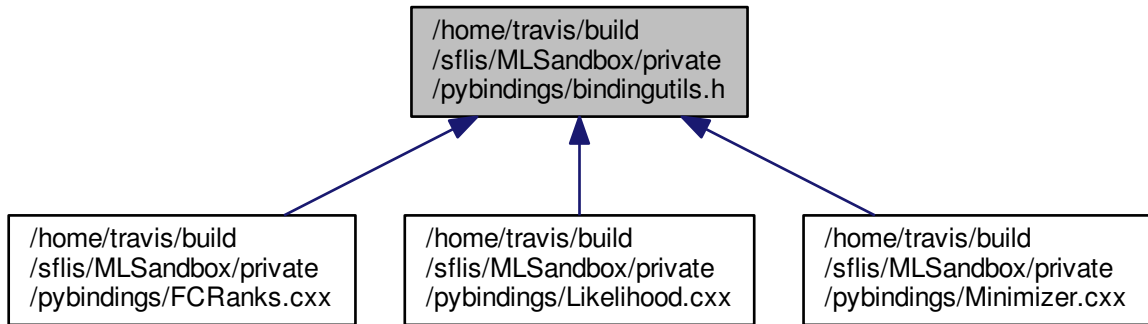 /home/travis/build
/sflis/MLSandbox/private
/pybindings/bindingutils.h
/home/travis/build
/sflis/MLSandbox/private
/pybindings/FCRanks.cxx
/home/travis/build
/sflis/MLSandbox/private
/pybindings/Likelihood.cxx
/home/travis/build
/sflis/MLSandbox/private
/pybindings/Minimizer.cxx